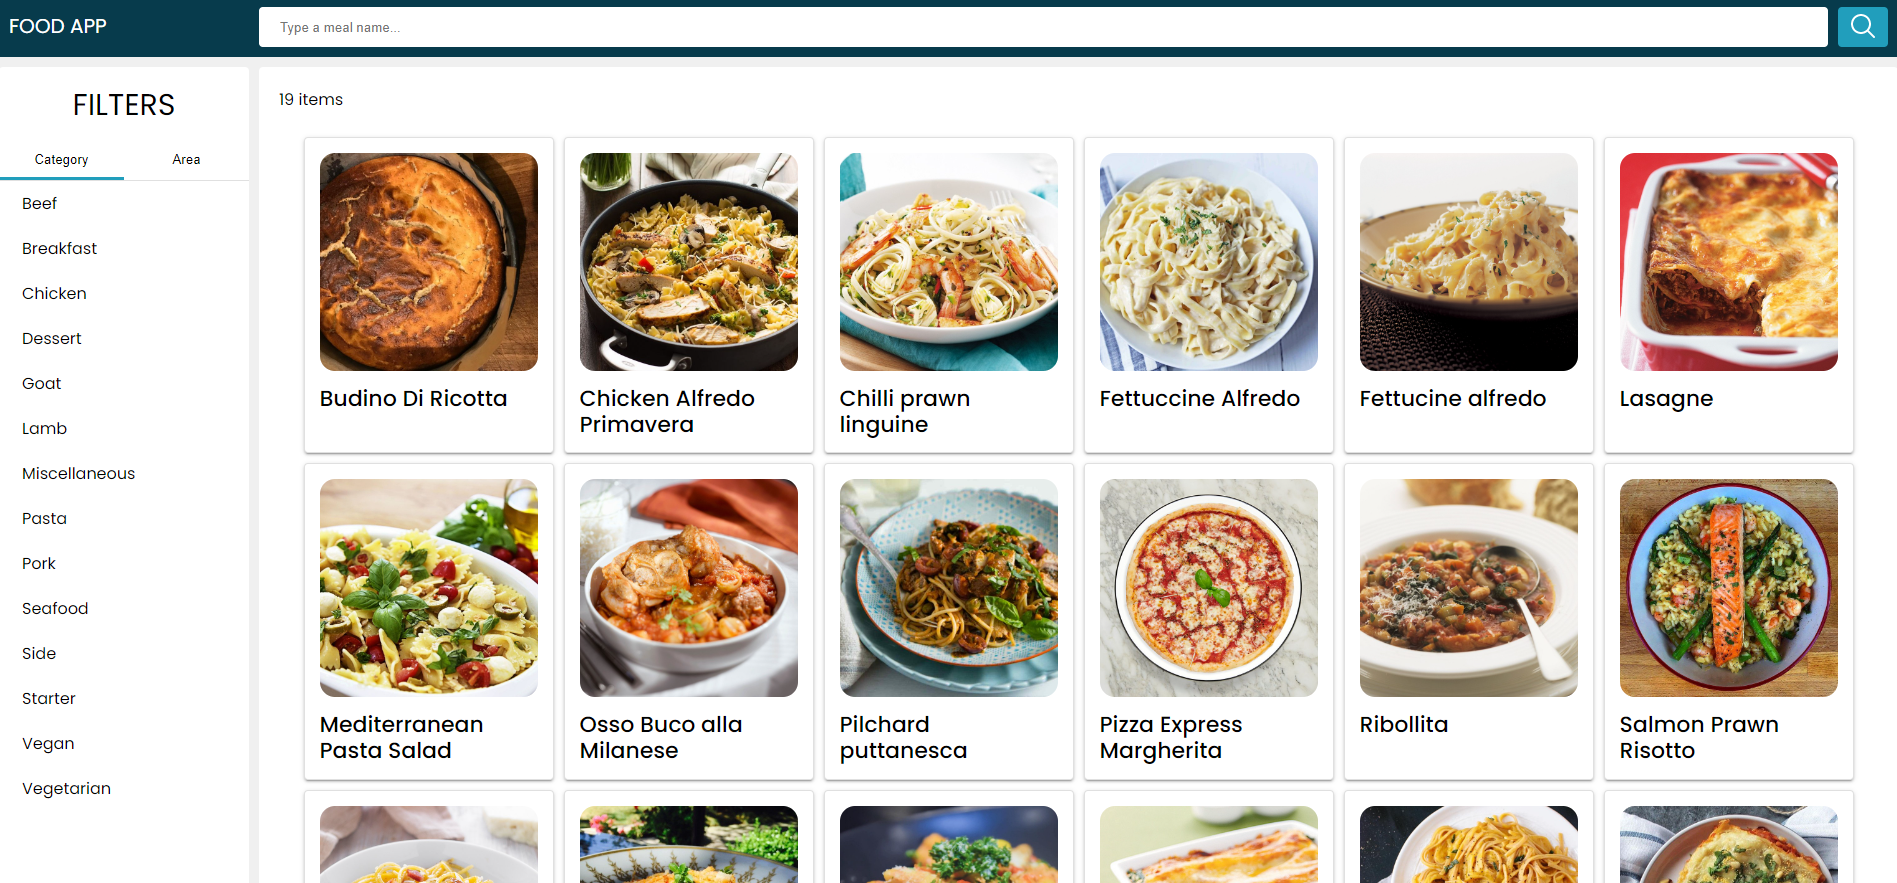 FOOD APP
Type a meal name...
FILTERS
Category
Area
Beef
Breakfast
Chicken
Dessert
Goat
Lamb
Miscellaneous
Pasta
Pork
Seafood
Side
Starter
Vegan
Vegetarian
19 items
Budino Di Ricotta
Chicken Alfredo
Primavera
Chilli prawn
linguine
Fettuccine Alfredo
Fettucine alfredo
Lasagne
Mediterranean
Pasta Salad
Osso Buco alla
Milanese
Pilchard
puttanesca
Pizza Express
Margherita
Ribollita
Salmon Prawn
Risotto